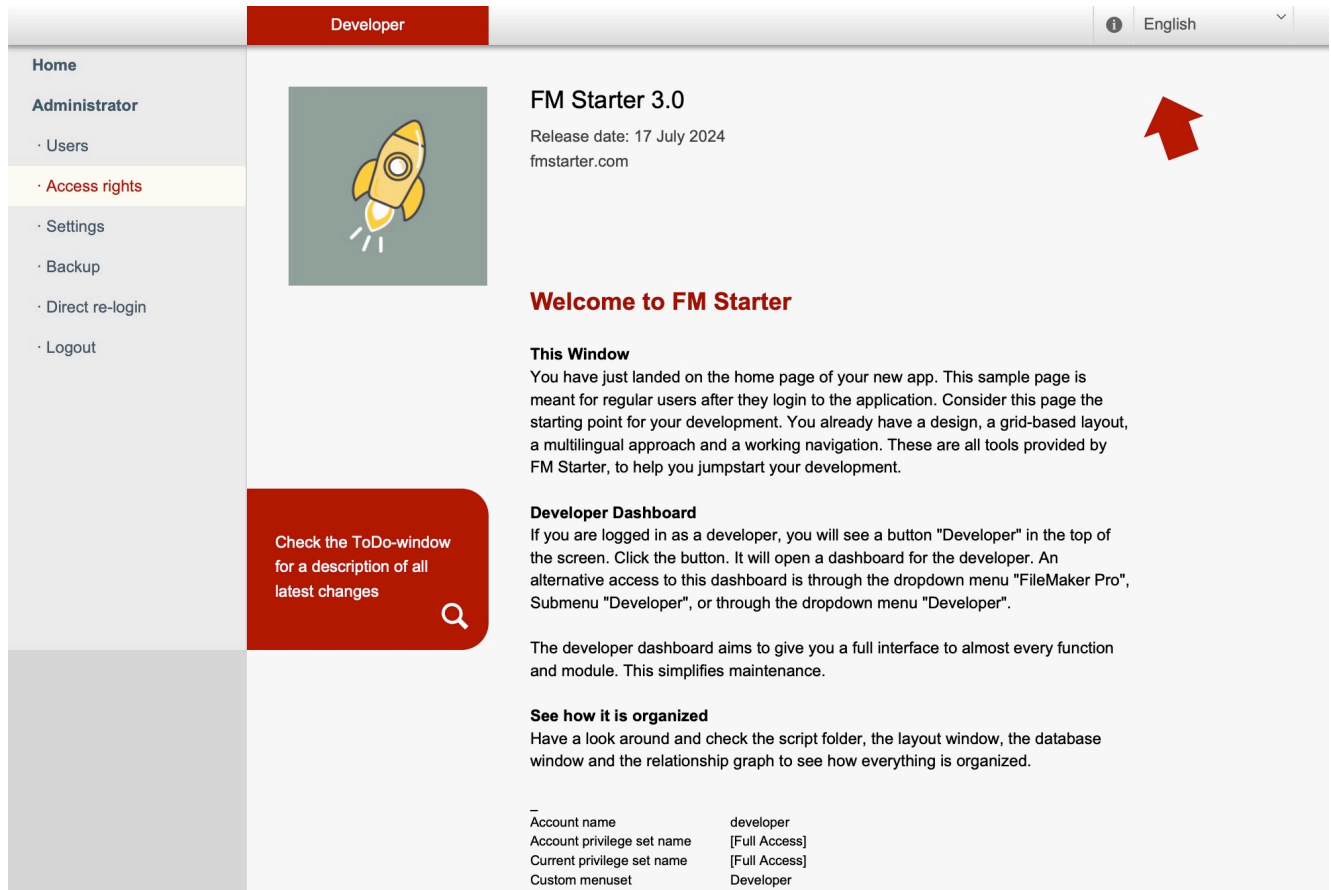 Developer
English
Home
Administrator
· Users
· Access rights
· Settings
· Backup
· Direct re-login
· Logout
FM Starter 3.0
Release date: 17 July 2024
fmstarter.com
Welcome to FM Starter
This Window
You have just landed on the home page of your new app. This sample page is
meant for regular users after they login to the application. Consider this page the
starting point for your development. You already have a design, a grid-based layout,
a multilingual approach and a working navigation. These are all tools provided by
FM Starter, to help you jumpstart your development.
Check the ToDo-window
for a description of all
latest changes
Developer Dashboard
If you are logged in as a developer, you will see a button "Developer" in the top of
the screen. Click the button. It will open a dashboard for the developer. An
alternative access to this dashboard is through the dropdown menu "FileMaker Pro",
Submenu "Developer", or through the dropdown menu "Developer".
The developer dashboard aims to give you a full interface to almost every function
and module. This simplifies maintenance.
See how it is organized
Have a look around and check the script folder, the layout window, the database
window and the relationship graph to see how everything is organized.
_
Account name developer
Account privilege set name [Full Access]
Current privilege set name [Full Access]
Custom menuset Developer